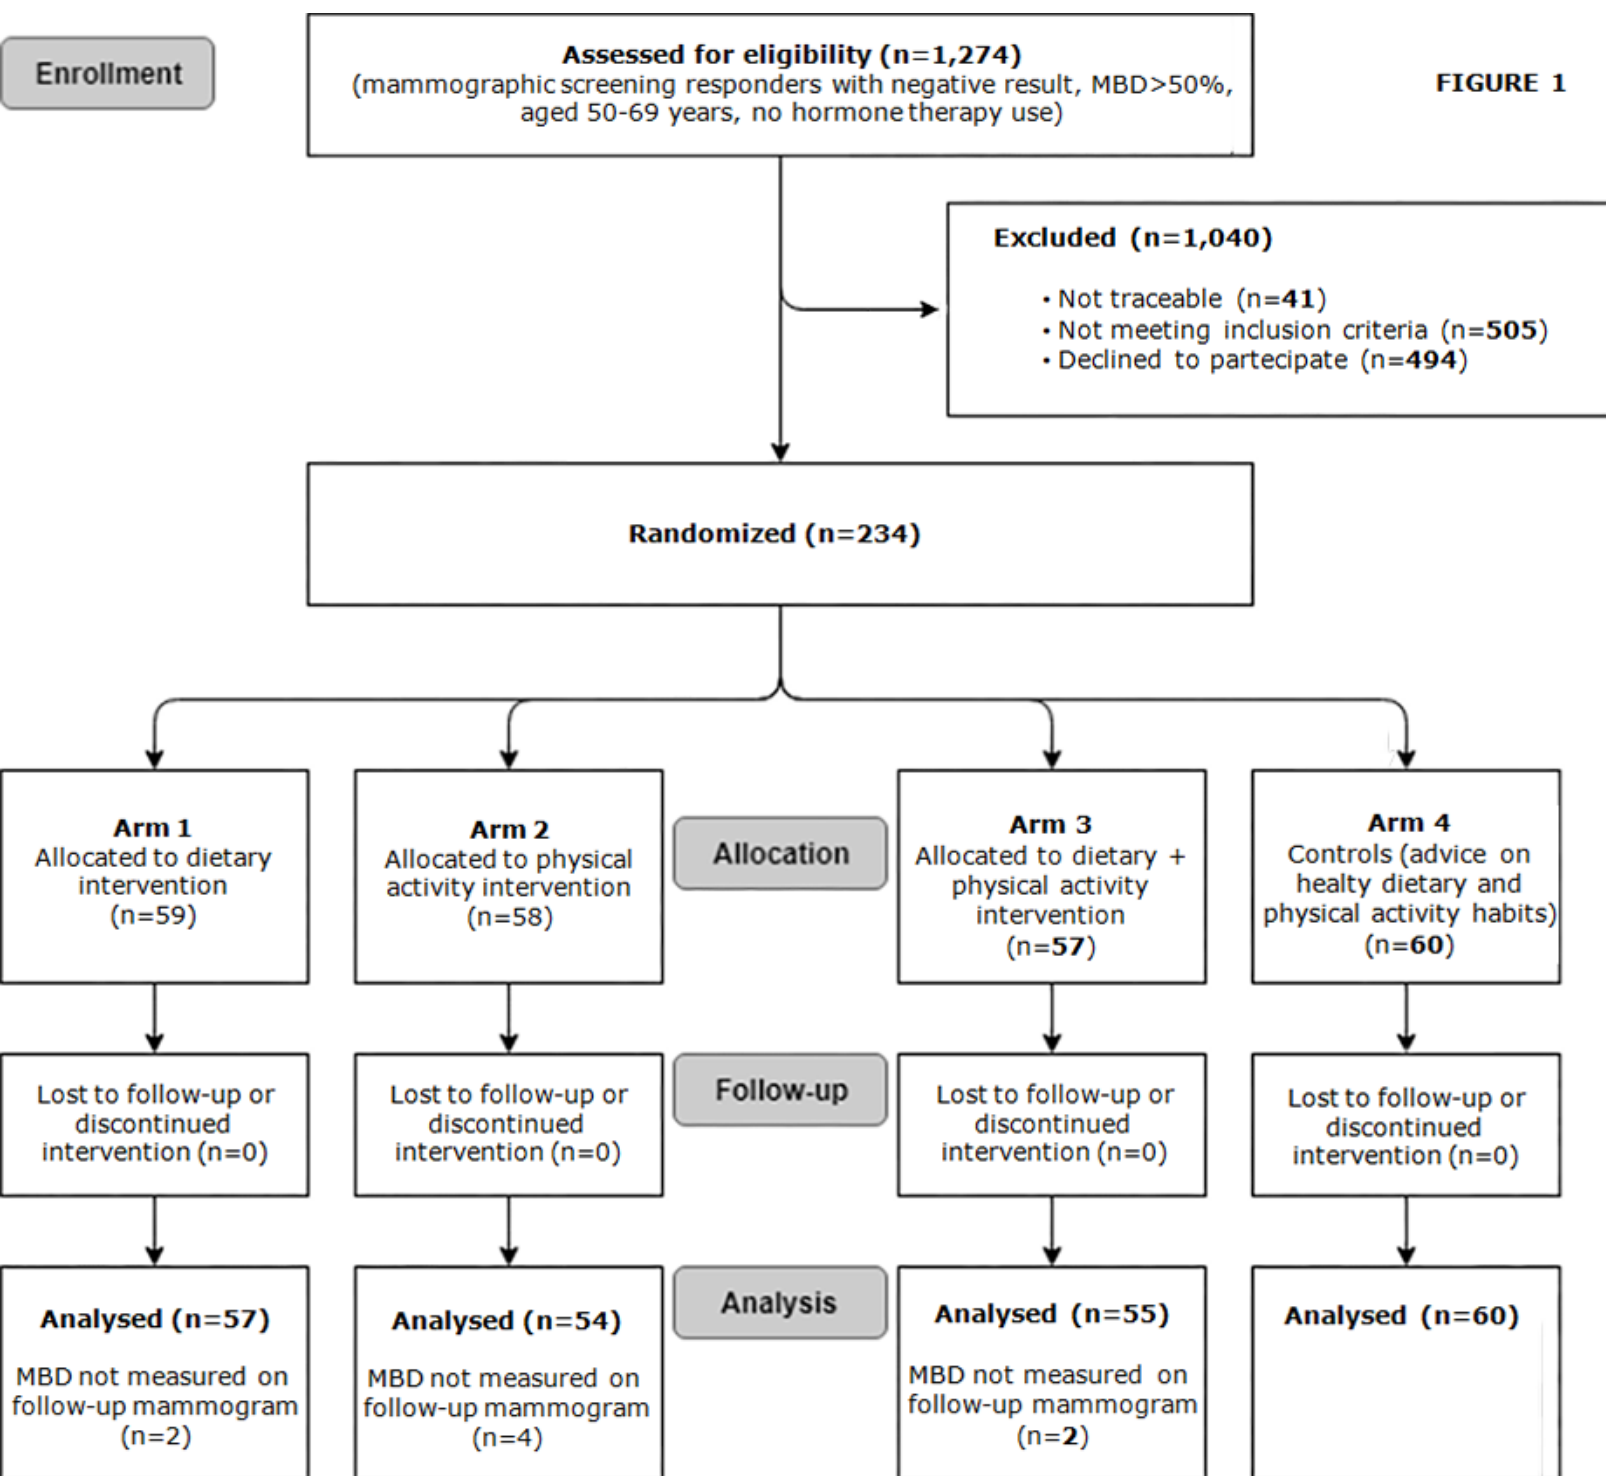 Enrollment
Assessed for eligibility (n=1,274)
(mammographic screening responders with negative result, MBD>50%,
aged 50-69 years, no hormone therapy use)
FIGURE 1
Excluded (n=1,040)
• Not traceable (n=41)
• Not meeting inclusion criteria (n=505)
• Declined to partecipate (n=494)
Randomized (n=234)
Arm 1
Allocated to dietary
intervention
(n=59)
Arm 2
Allocated to physical
activity intervention
(n=58)
Allocation
Arm 3
Allocated to dietary +
physical activity
intervention
(n=57)
Arm 4
Controls (advice on
healty dietary and
physical activity habits)
(n=60)
Lost to follow-up or
discontinued
intervention (n=0)
Lost to follow-up or
discontinued
intervention (n=0)
Follow-up
Lost to follow-up or
discontinued
intervention (n=0)
Lost to follow-up or
discontinued
intervention (n=0)
Analysed (n=57)
MBD not measured on
follow-up mammogram
(n=2)
Analysed (n=54)
MBD not measured on
follow-up mammogram
(n=4)
Analysis
Analysed (n=55)
MBD not measured on
follow-up mammogram
(n=2)
Analysed (n=60)